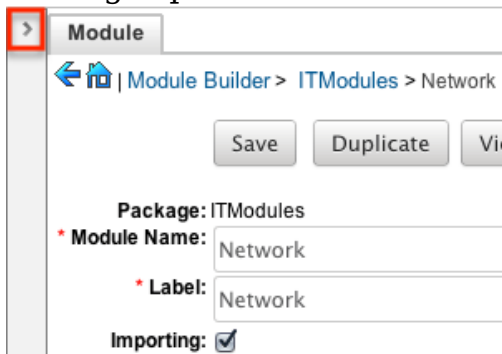 Module
| Module Builder > ITModules > Network
Save Duplicate
Package: ITModules
* Module Name: Network
* Label: Network
Importing: